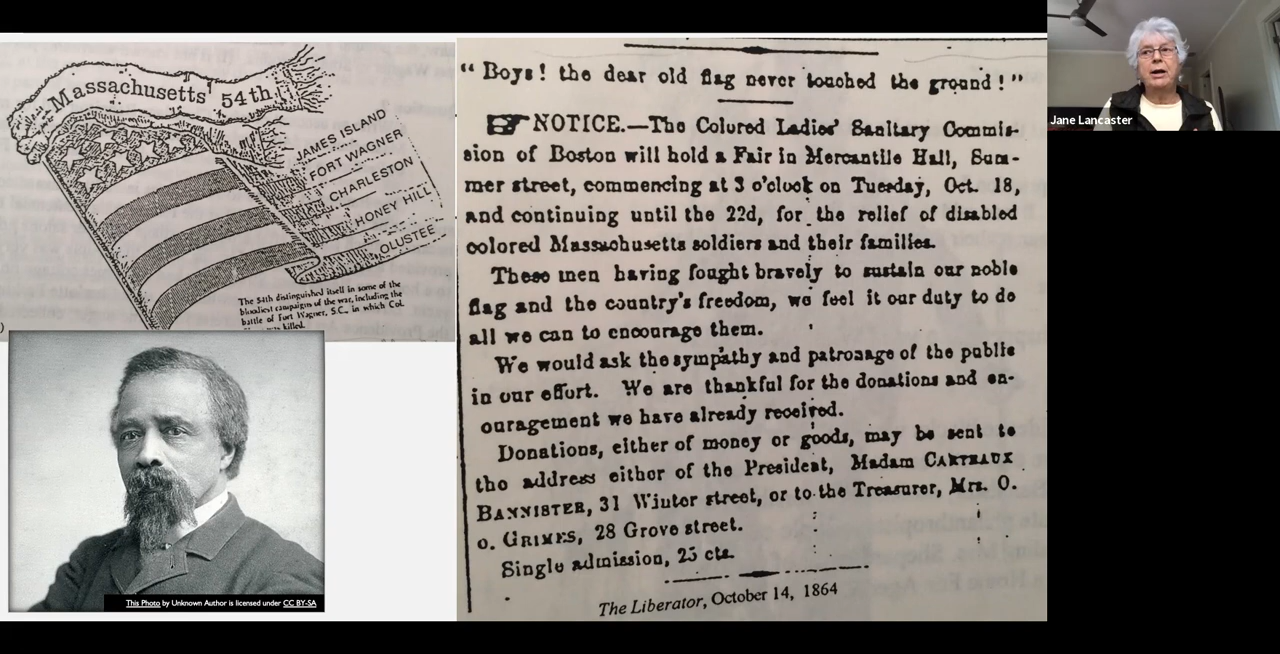 Massachusetts' 54th
JAMES ISLAND
FORT WAGNER
CHARLESTON
HONEY HILL
OLUSTEE
The 54th distinguished itself in some of the
bloodiest campaigns of the war, including the
battle of Fort Wagner, S.C., in which Col.
killed.
This Photo by Unknown Author is licensed under CC BY-SA
"Boys! the dear old flag never touched the ground!"
NOTICE.—The Colored Ladies' Sanitary Commis-
sion of Boston will hold a Fair in Mercantile Hall, Sum-
mer street, commencing at 3 o'clock on Tuesday, Oct. 18,
and continuing until the 22d, for the relief of disabled
colored Massachusetts soldiers and their families.
These men having fought bravely to sustain our noble
flag and the country's freedom, we feel it our duty to do
all we can to encourage them.
We would ask the sympathy and patronage of the public
in our effort. We are thankful for the donations and en-
ouragement we have already received.
Donations, either of money or goods, may be sent to
the address either of the President, Madam CARTEAUX
BANNISTER, 31 Winter street, or to the Treasurer, Mrs. O.
o. GRIMES, 28 Grove street.
Single admission, 25 cts.
The Liberator, October 14, 1864
Jane Lancaster